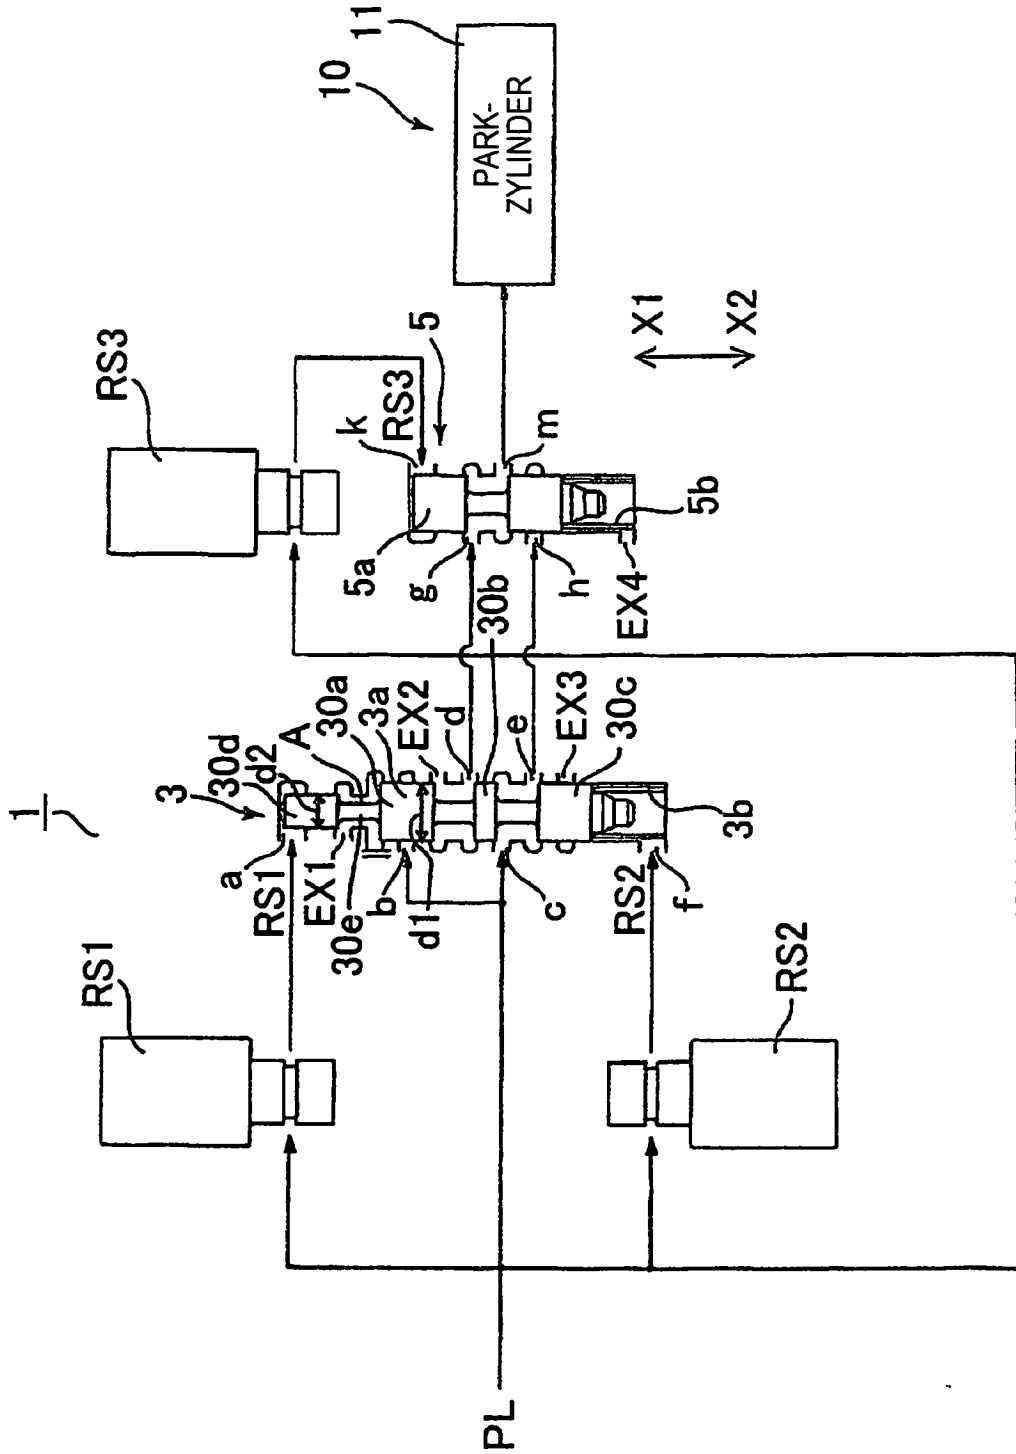 1
RS1
RS3
10
11
PARK-
ZYLINDER
3
30d
d2
A
30a
3a
EX2
d
30b
e
EX3
30c
a
RS1
EX1
30e
b
d1
c
RS2
f
3b
k
RS3
5
5a
g
m
h
EX4
5b
X1
X2
RS2
PL